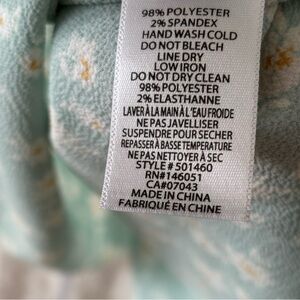 98% POLYESTER
2% SPANDEX
HAND WASH COLD
DO NOT BLEACH
LINE DRY
LOW IRON
DO NOT DRY CLEAN
98% POLYESTER
2% ELASTHANNE
LAVER À LA MAIN À L'EAU FROIDE
NE PAS JAVELLISER
SUSPENDRE POUR SECHER
REPASSER À BASSE TEMPERATURE
NE PAS NETTOYER À SEC
STYLE # 501460
RN#146051
CA#07043
MADE IN CHINA
FABRIQUÉ EN CHINE